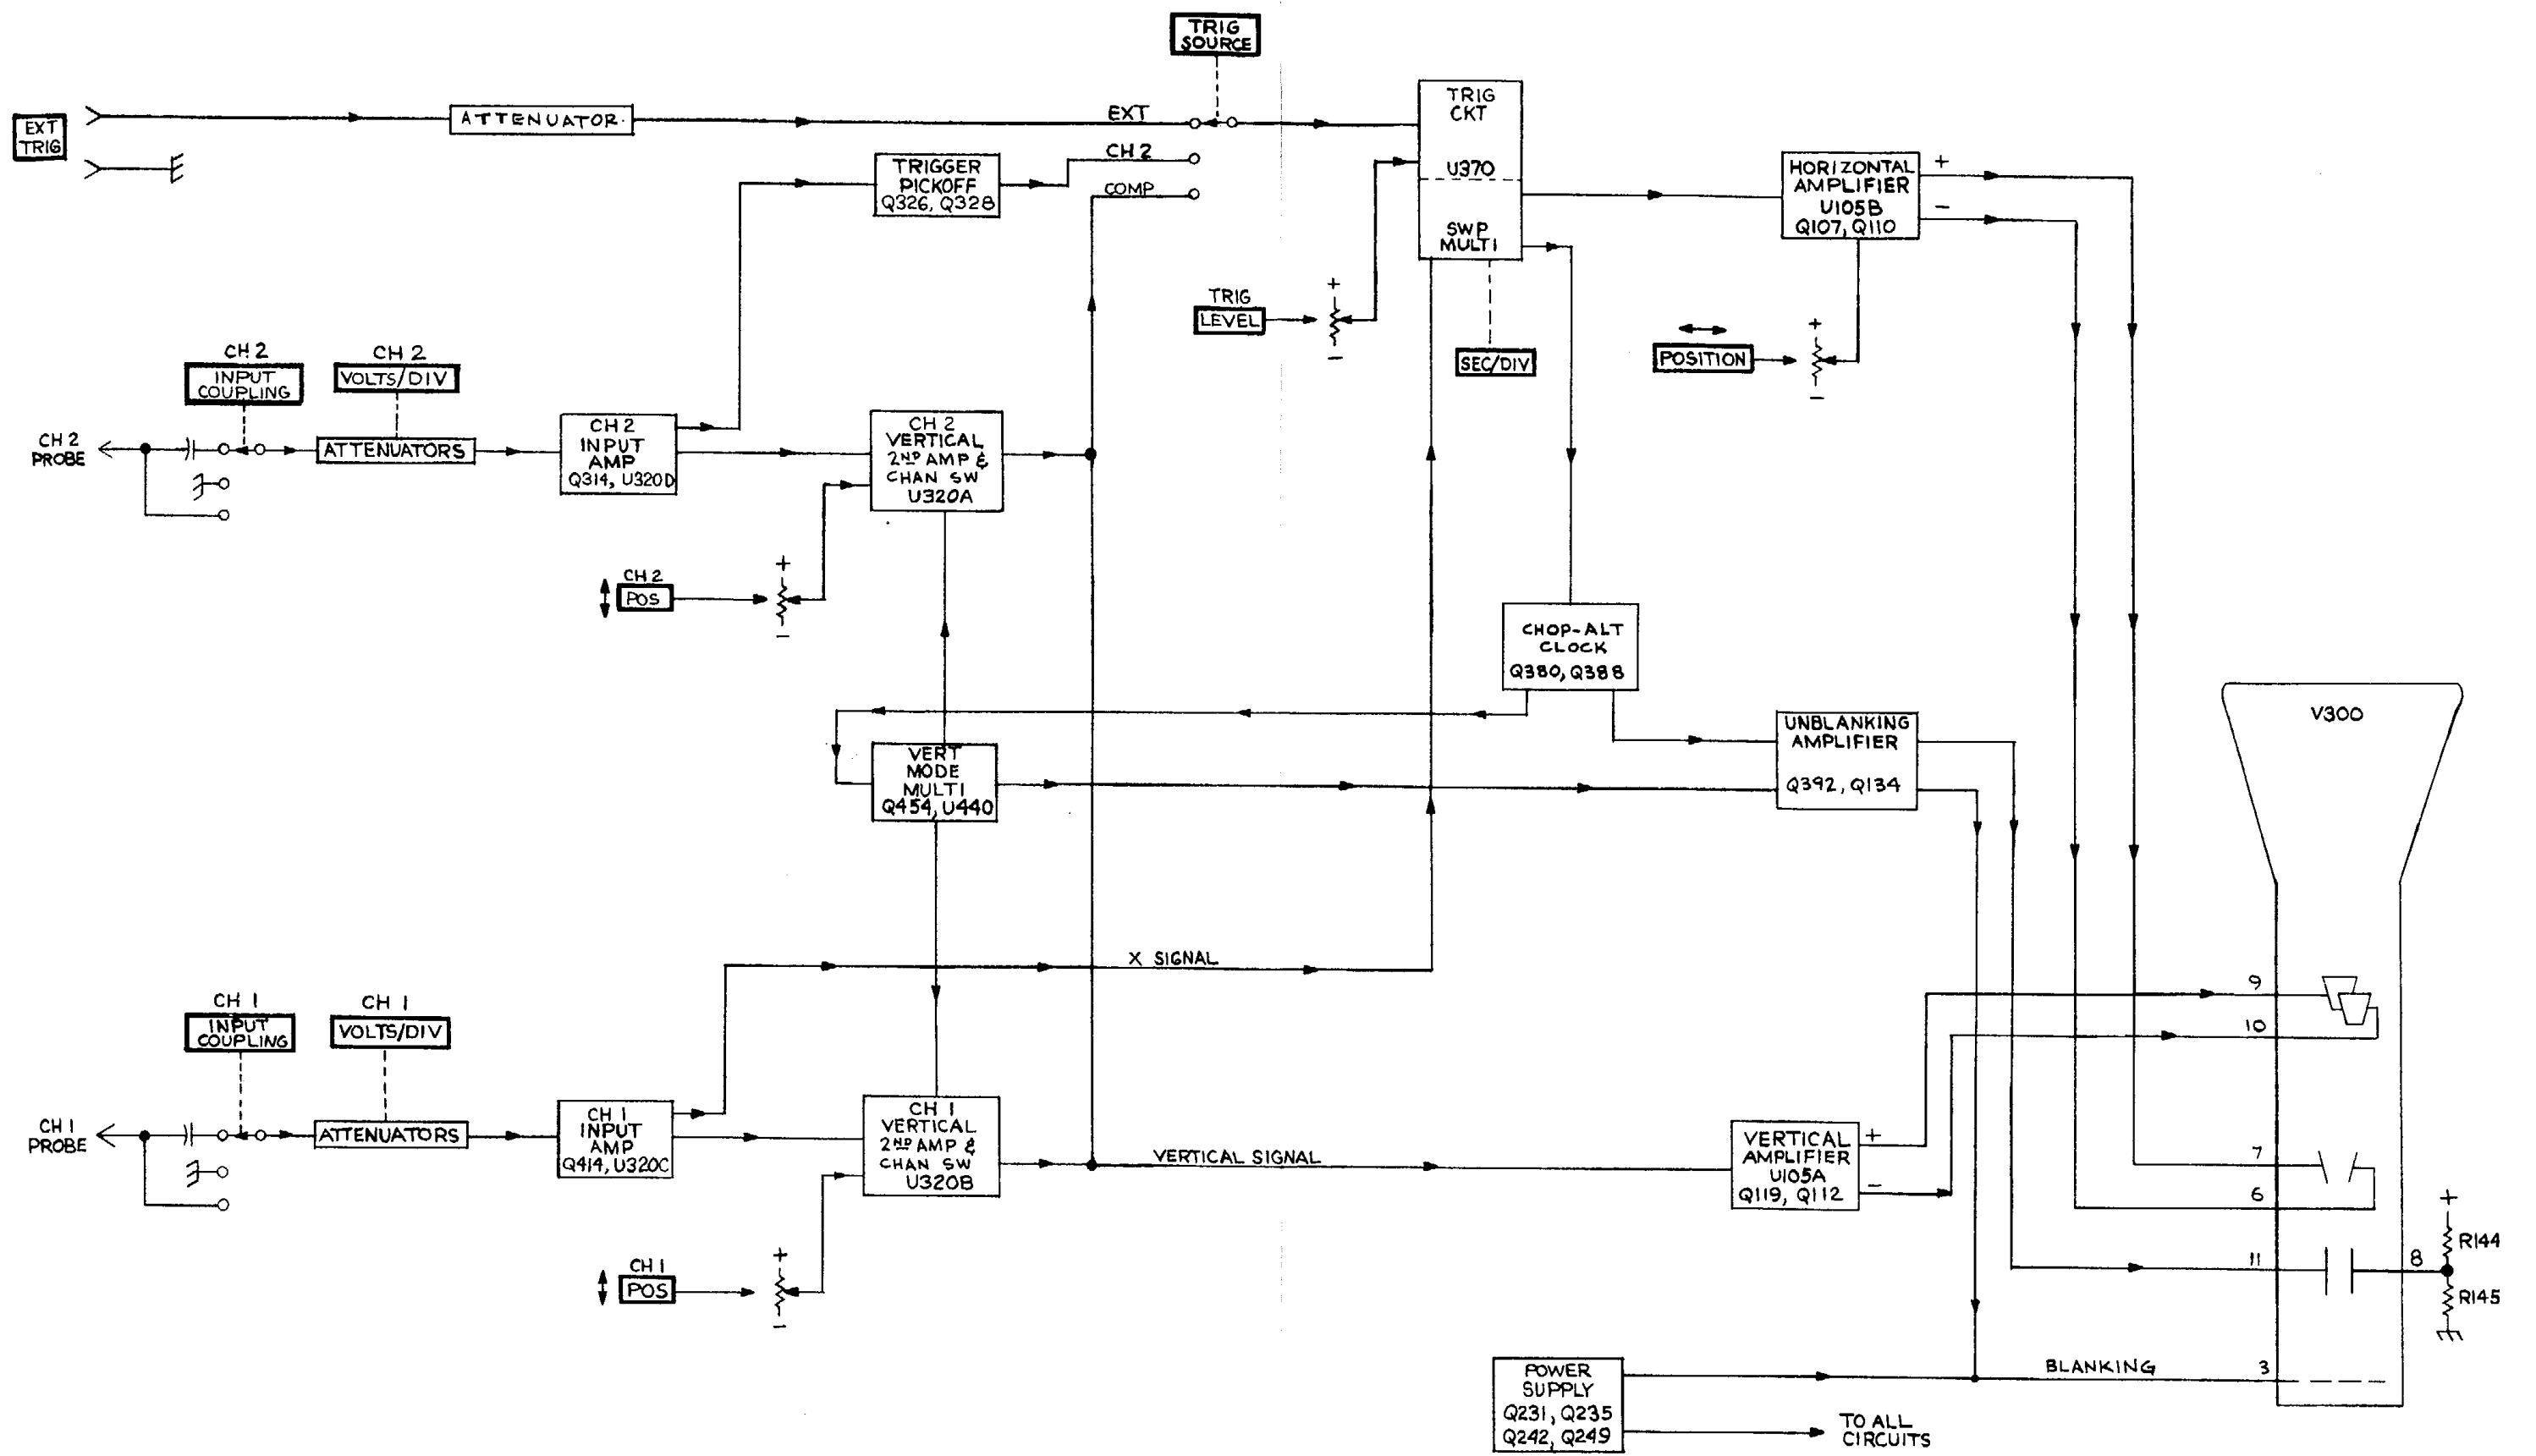 TRIG
SOURCE
EXT
TRIG
ATTENUATOR
EXT
CH 2
COMP
TRIGGER
PICKOFF
Q326, Q328
TRIG
CKT
U370
SWP
MULTI
HORIZONTAL
AMPLIFIER
U105B
Q107, Q110
+
−
TRIG
LEVEL
+
−
SEC/DIV
POSITION
+
−
CH 2
INPUT
COUPLING
CH 2
VOLTS/DIV
CH 2
PROBE
ATTENUATORS
CH 2
INPUT
AMP
Q314, U320D
CH 2
VERTICAL
2ND AMP &
CHAN SW
U320A
CH 2
POS
+
−
CHOP-ALT
CLOCK
Q380, Q388
VERT
MODE
MULTI
Q454, U440
UNBLANKING
AMPLIFIER
Q392, Q134
V300
X SIGNAL
CH 1
INPUT
COUPLING
CH 1
VOLTS/DIV
CH 1
PROBE
ATTENUATORS
CH 1
INPUT
AMP
Q414, U320C
CH 1
VERTICAL
2ND AMP &
CHAN SW
U320B
VERTICAL SIGNAL
VERTICAL
AMPLIFIER
U105A
Q119, Q112
+
−
9
10
7
6
11
8
+
R144
R145
CH 1
POS
+
−
POWER
SUPPLY
Q231, Q235
Q242, Q249
BLANKING
3
TO ALL
CIRCUITS